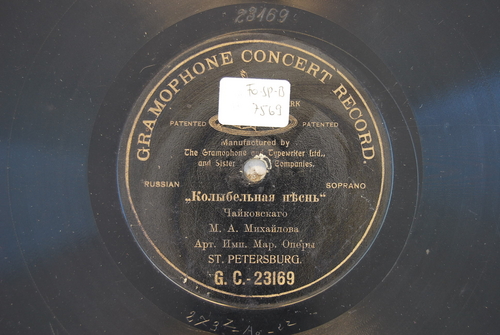 23169
GRAMOPHONE CONCERT RECORD.
PATENTED PATENTED
Manufactured by
The Gramophone and Typewriter Ltd.,
and Sister Companies.
RUSSIAN SOPRANO
„Колыбельная пѣснь“
Чайковскаго
М. А. Михайлова
Арт. Имп. Мар. Оперы
ST. PETERSBURG.
G. C.-23169